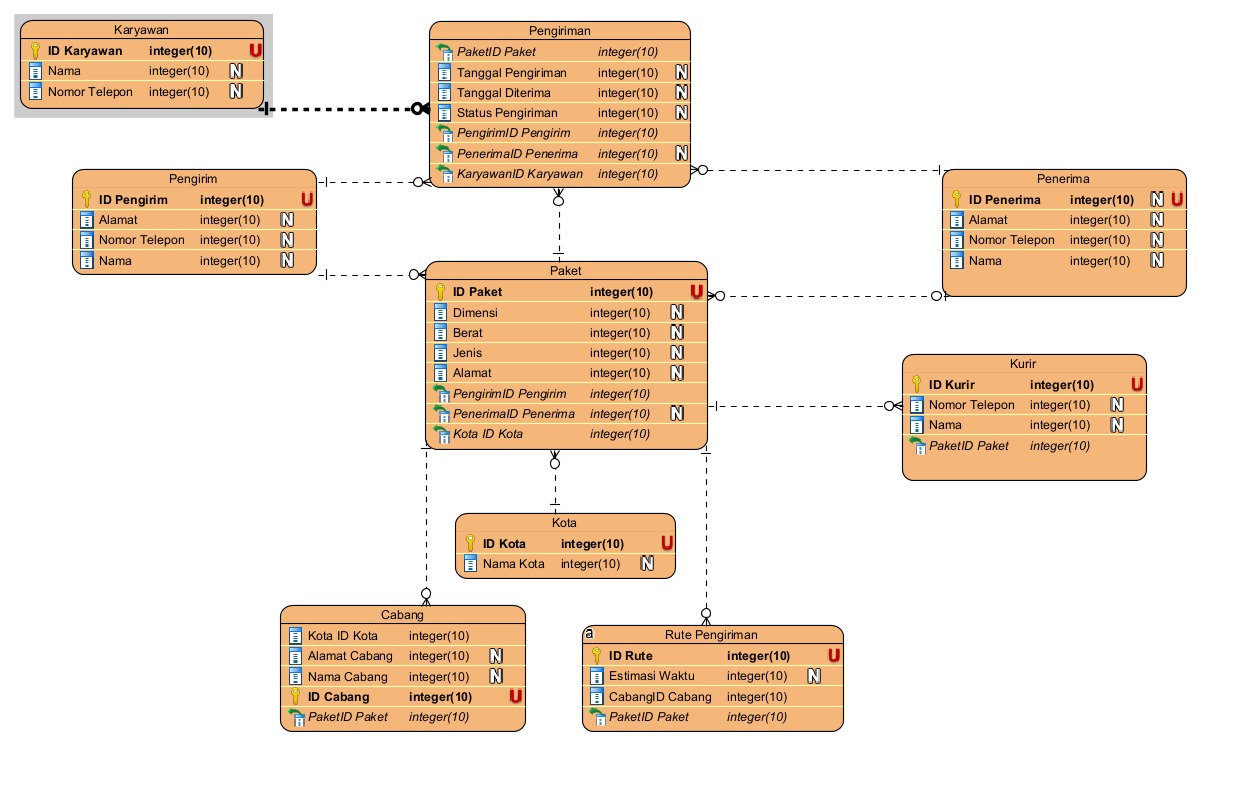 Karyawan
ID Karyawan integer(10) U
Nama integer(10) N
Nomor Telepon integer(10) N
Pengiriman
PaketID Paket integer(10)
Tanggal Pengiriman integer(10) N
Tanggal Diterima integer(10) N
Status Pengiriman integer(10) N
PengirimID Pengirim integer(10)
PenerimaID Penerima integer(10) N
KaryawanID Karyawan integer(10)
Pengirim
ID Pengirim integer(10) U
Alamat integer(10) N
Nomor Telepon integer(10) N
Nama integer(10) N
Penerima
ID Penerima integer(10) N U
Alamat integer(10) N
Nomor Telepon integer(10) N
Nama integer(10) N
Paket
ID Paket integer(10) U
Dimensi integer(10) N
Berat integer(10) N
Jenis integer(10) N
Alamat integer(10) N
PengirimID Pengirim integer(10)
PenerimaID Penerima integer(10) N
Kota ID Kota integer(10)
Kurir
ID Kurir integer(10) U
Nomor Telepon integer(10) N
Nama integer(10) N
PaketID Paket integer(10)
Kota
ID Kota integer(10) U
Nama Kota integer(10) N
Cabang
Kota ID Kota integer(10)
Alamat Cabang integer(10) N
Nama Cabang integer(10) N
ID Cabang integer(10) U
PaketID Paket integer(10)
a Rute Pengiriman
ID Rute integer(10) U
Estimasi Waktu integer(10) N
CabangID Cabang integer(10)
PaketID Paket integer(10)